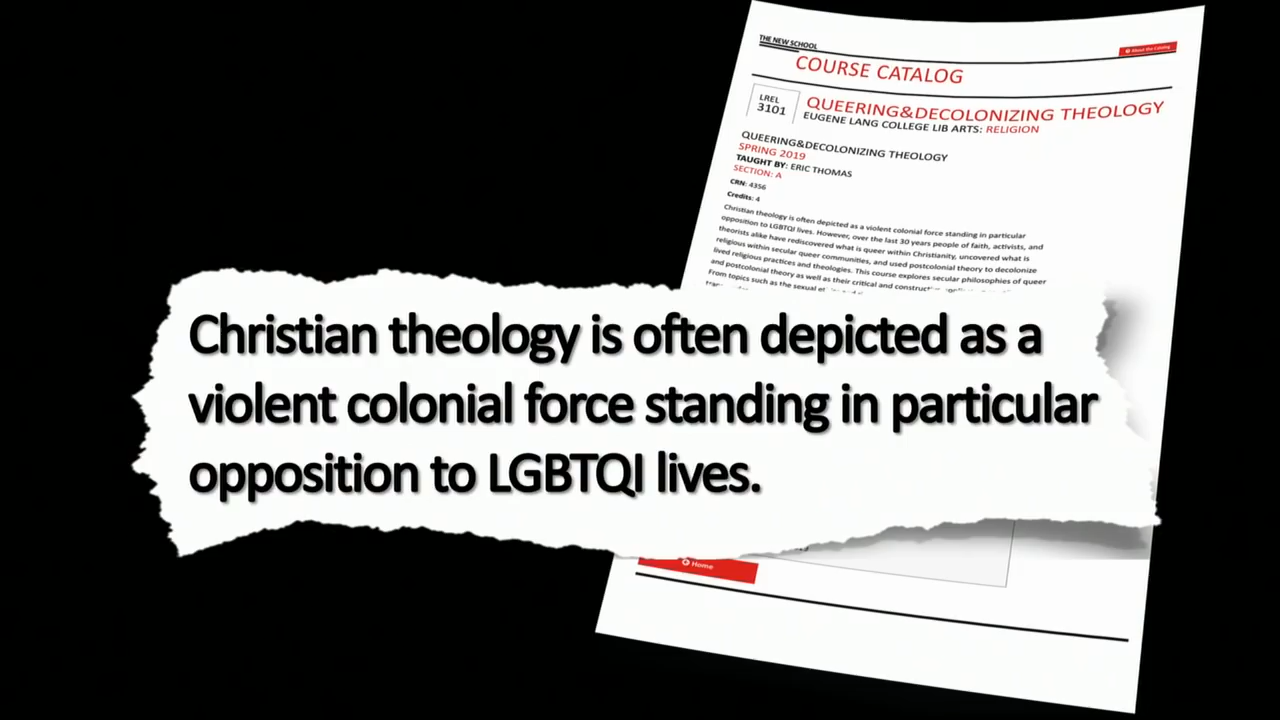 THE NEW SCHOOL
About this Catalog
COURSE CATALOG
LREL
3101
QUEERING&DECOLONIZING THEOLOGY
EUGENE LANG COLLEGE LIB ARTS: RELIGION
QUEERING&DECOLONIZING THEOLOGY
SPRING 2019
TAUGHT BY: ERIC THOMAS
SECTION: A
CRN: 4356
Credits: 4
Christian theology is often depicted as a violent colonial force standing in particular
opposition to LGBTQI lives. However, over the last 30 years people of faith, activists, and
theorists alike have rediscovered what is queer within Christianity, uncovered what is
religious within secular queer communities, and used postcolonial theory to decolonize
lived religious practices and theologies. This course explores secular philosophies of queer
and postcolonial theory as well as their critical and
From topics such as the sexual
Christian theology is often depicted as a
violent colonial force standing in particular
opposition to LGBTQI lives.
Home